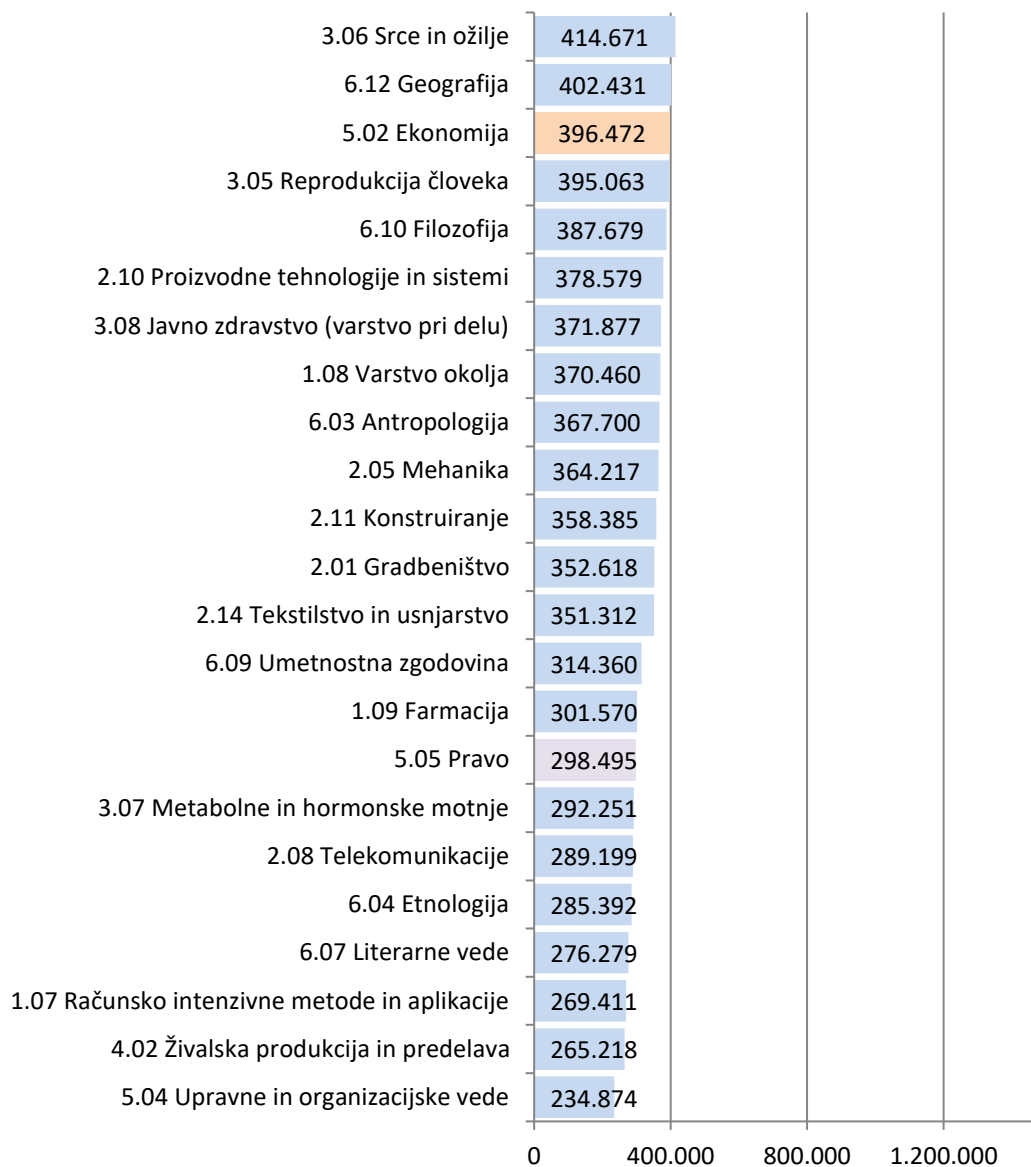 3.06 Srce in ožilje 414.671
6.12 Geografija 402.431
5.02 Ekonomija 396.472
3.05 Reprodukcija človeka 395.063
6.10 Filozofija 387.679
2.10 Proizvodne tehnologije in sistemi 378.579
3.08 Javno zdravstvo (varstvo pri delu) 371.877
1.08 Varstvo okolja 370.460
6.03 Antropologija 367.700
2.05 Mehanika 364.217
2.11 Konstruiranje 358.385
2.01 Gradbeništvo 352.618
2.14 Tekstilstvo in usnjarstvo 351.312
6.09 Umetnostna zgodovina 314.360
1.09 Farmacija 301.570
5.05 Pravo 298.495
3.07 Metabolne in hormonske motnje 292.251
2.08 Telekomunikacije 289.199
6.04 Etnologija 285.392
6.07 Literarne vede 276.279
1.07 Računsko intenzivne metode in aplikacije 269.411
4.02 Živalska produkcija in predelava 265.218
5.04 Upravne in organizacijske vede 234.874
0 400.000 800.000 1.200.000